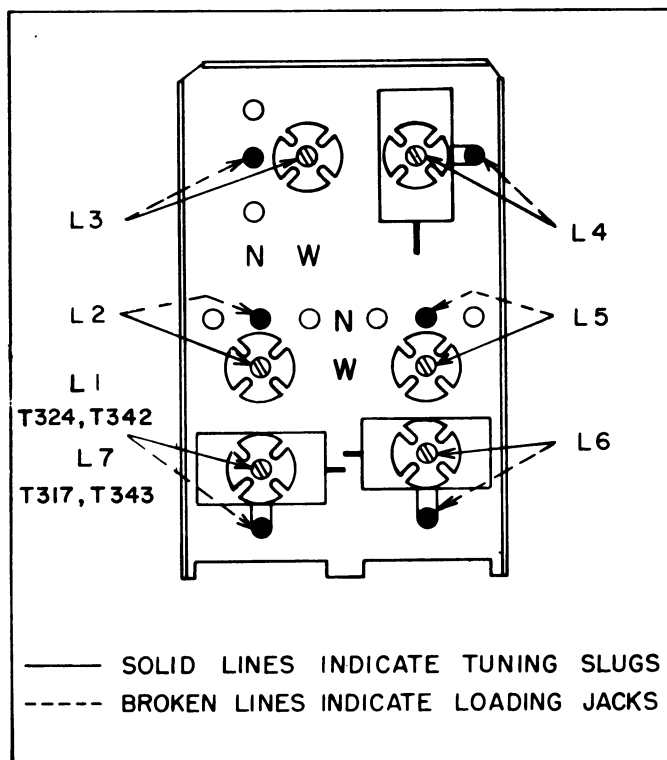 L3
L4
N W
L2
N
L5
W
L1
T324, T342
L7
T317, T343
L6
SOLID LINES INDICATE TUNING SLUGS
BROKEN LINES INDICATE LOADING JACKS